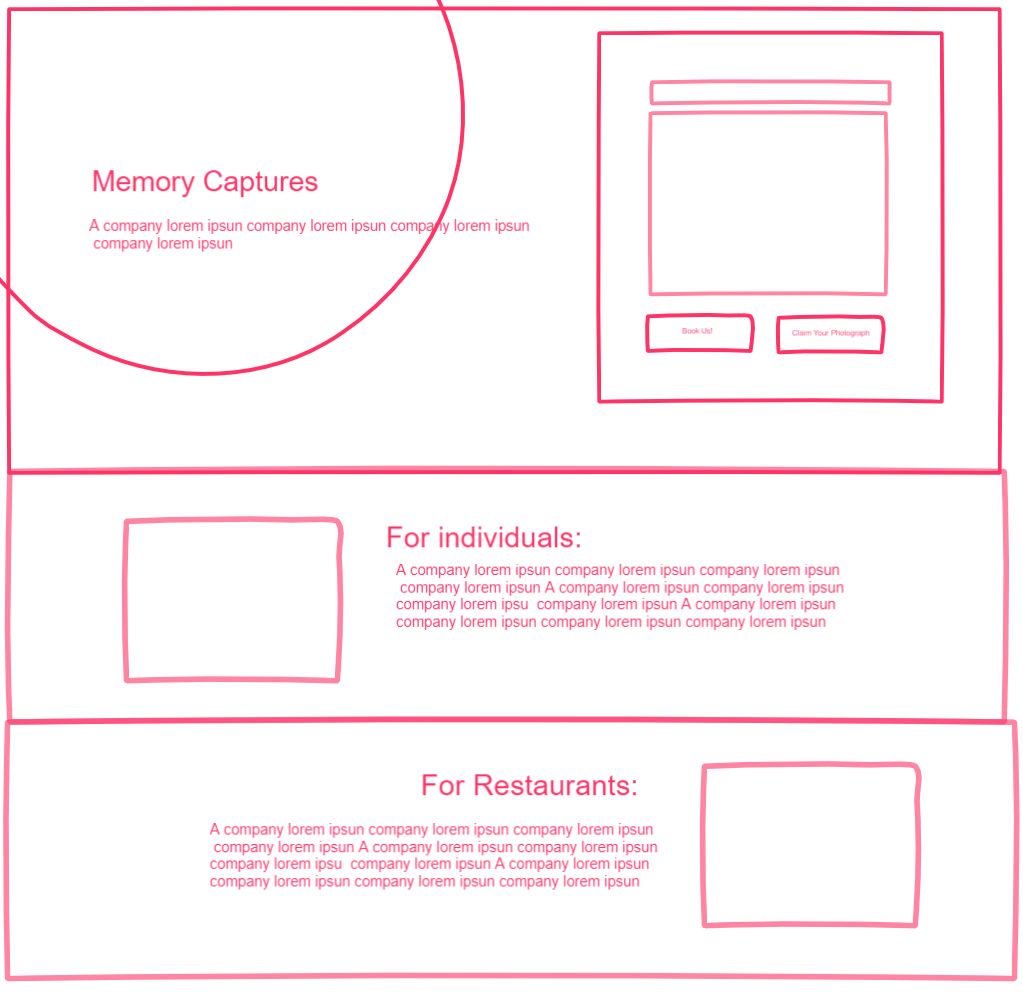 Memory Captures
A company lorem ipsun company lorem ipsun company lorem ipsun
company lorem ipsun
Book Us!
Claim Your Photograph
For individuals:
A company lorem ipsun company lorem ipsun company lorem ipsun
company lorem ipsun A company lorem ipsun company lorem ipsun
company lorem ipsu  company lorem ipsun A company lorem ipsun
company lorem ipsun company lorem ipsun company lorem ipsun
For Restaurants:
A company lorem ipsun company lorem ipsun company lorem ipsun
company lorem ipsun A company lorem ipsun company lorem ipsun
company lorem ipsu  company lorem ipsun A company lorem ipsun
company lorem ipsun company lorem ipsun company lorem ipsun